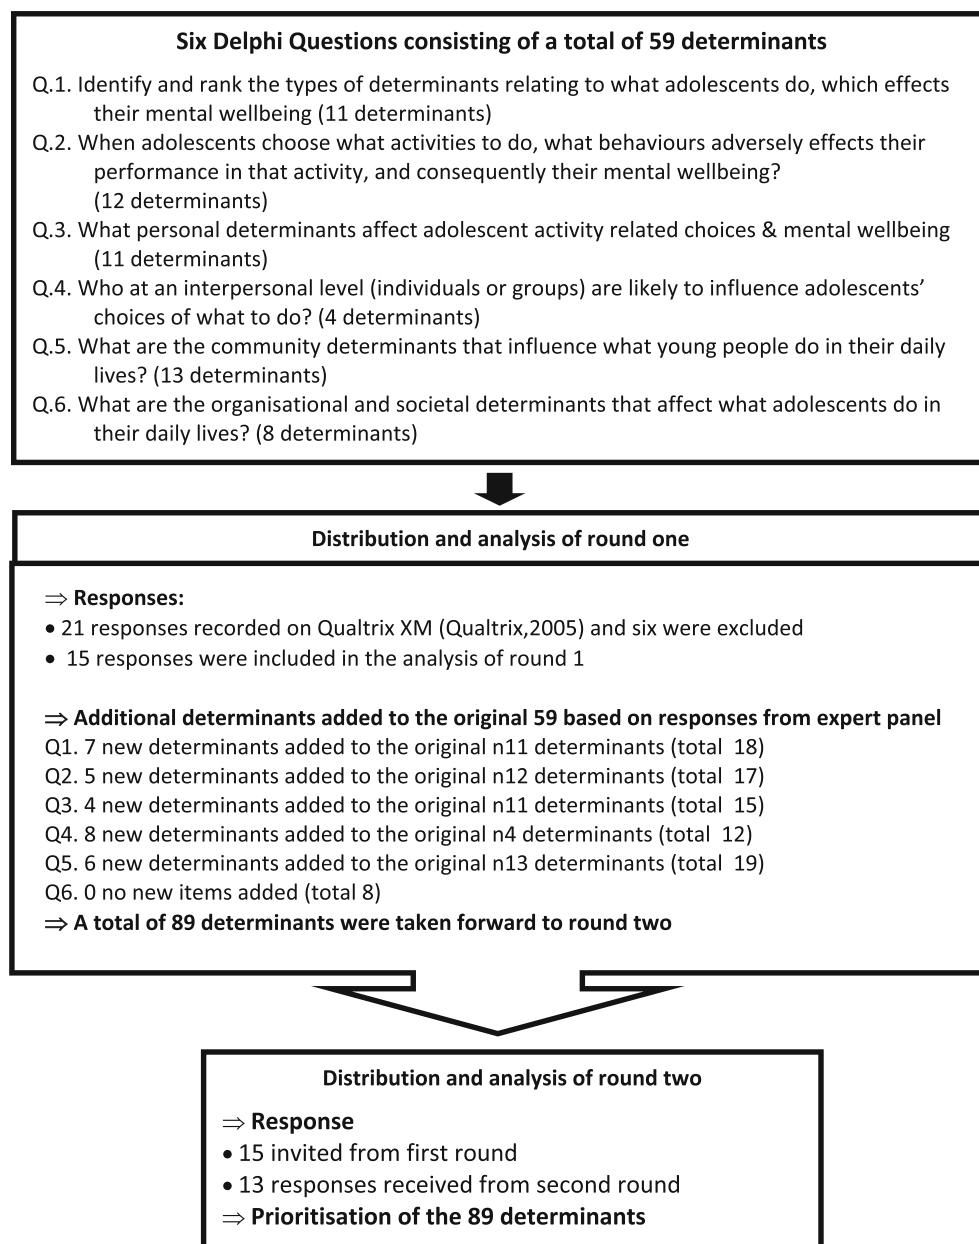 Six Delphi Questions consisting of a total of 59 determinants
Q.1. Identify and rank the types of determinants relating to what adolescents do, which effects
their mental wellbeing (11 determinants)
Q.2. When adolescents choose what activities to do, what behaviours adversely effects their
performance in that activity, and consequently their mental wellbeing?
(12 determinants)
Q.3. What personal determinants affect adolescent activity related choices & mental wellbeing
(11 determinants)
Q.4. Who at an interpersonal level (individuals or groups) are likely to influence adolescents’
choices of what to do? (4 determinants)
Q.5. What are the community determinants that influence what young people do in their daily
lives? (13 determinants)
Q.6. What are the organisational and societal determinants that affect what adolescents do in
their daily lives? (8 determinants)
Distribution and analysis of round one
⇒ Responses:
• 21 responses recorded on Qualtrix XM (Qualtrix,2005) and six were excluded
• 15 responses were included in the analysis of round 1
⇒ Additional determinants added to the original 59 based on responses from expert panel
Q1. 7 new determinants added to the original n11 determinants (total 18)
Q2. 5 new determinants added to the original n12 determinants (total 17)
Q3. 4 new determinants added to the original n11 determinants (total 15)
Q4. 8 new determinants added to the original n4 determinants (total 12)
Q5. 6 new determinants added to the original n13 determinants (total 19)
Q6. 0 no new items added (total 8)
⇒ A total of 89 determinants were taken forward to round two
Distribution and analysis of round two
⇒ Response
• 15 invited from first round
• 13 responses received from second round
⇒ Prioritisation of the 89 determinants